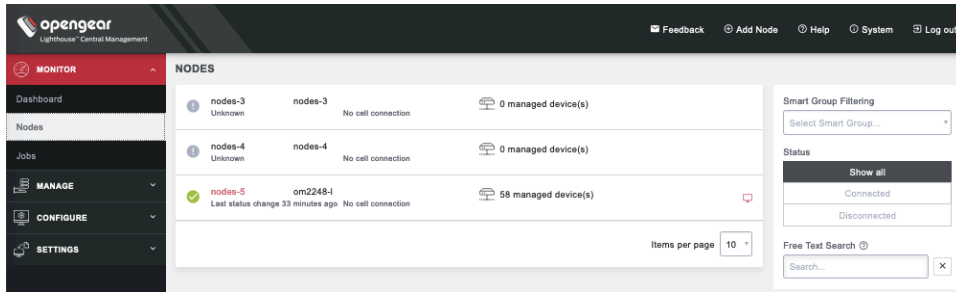 opengear
Lighthouse™ Central Management
Feedback
Add Node
Help
System
Log out
MONITOR
Dashboard
Nodes
Jobs
MANAGE
CONFIGURE
SETTINGS
NODES
nodes-3 nodes-3 0 managed device(s)
Unknown No cell connection
nodes-4 nodes-4 0 managed device(s)
Unknown No cell connection
nodes-5 om2248-l 58 managed device(s)
Last status change 33 minutes ago No cell connection
Items per page 10
Smart Group Filtering
Select Smart Group...
Status
Show all
Connected
Disconnected
Free Text Search
Search...